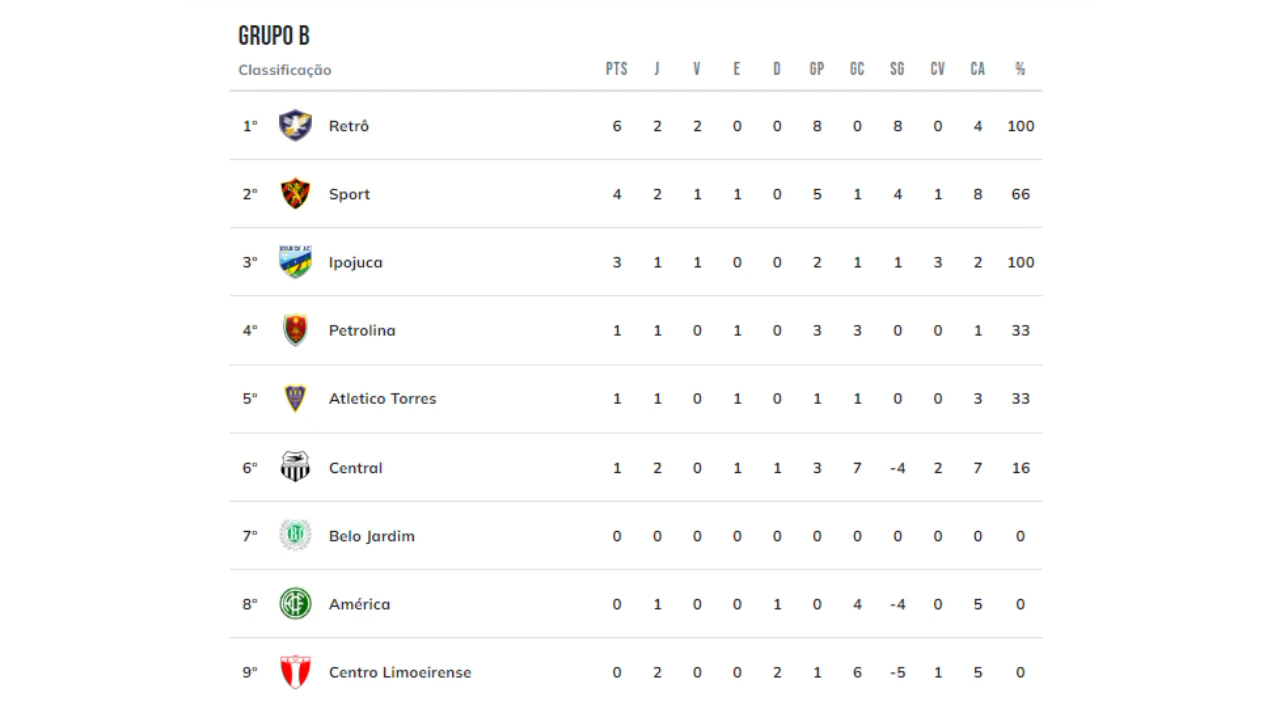 GRUPO B
Classificação PTS J V E D GP GC SG CV CA %
1º Retrô 6 2 2 0 0 8 0 8 0 4 100
2º Sport 4 2 1 1 0 5 1 4 1 8 66
3º Ipojuca 3 1 1 0 0 2 1 1 3 2 100
4º Petrolina 1 1 0 1 0 3 3 0 0 1 33
5º Atletico Torres 1 1 0 1 0 1 1 0 0 3 33
6º Central 1 2 0 1 1 3 7 -4 2 7 16
7º Belo Jardim 0 0 0 0 0 0 0 0 0 0 0
8º América 0 1 0 0 1 0 4 -4 0 5 0
9º Centro Limoeirense 0 2 0 0 2 1 6 -5 1 5 0